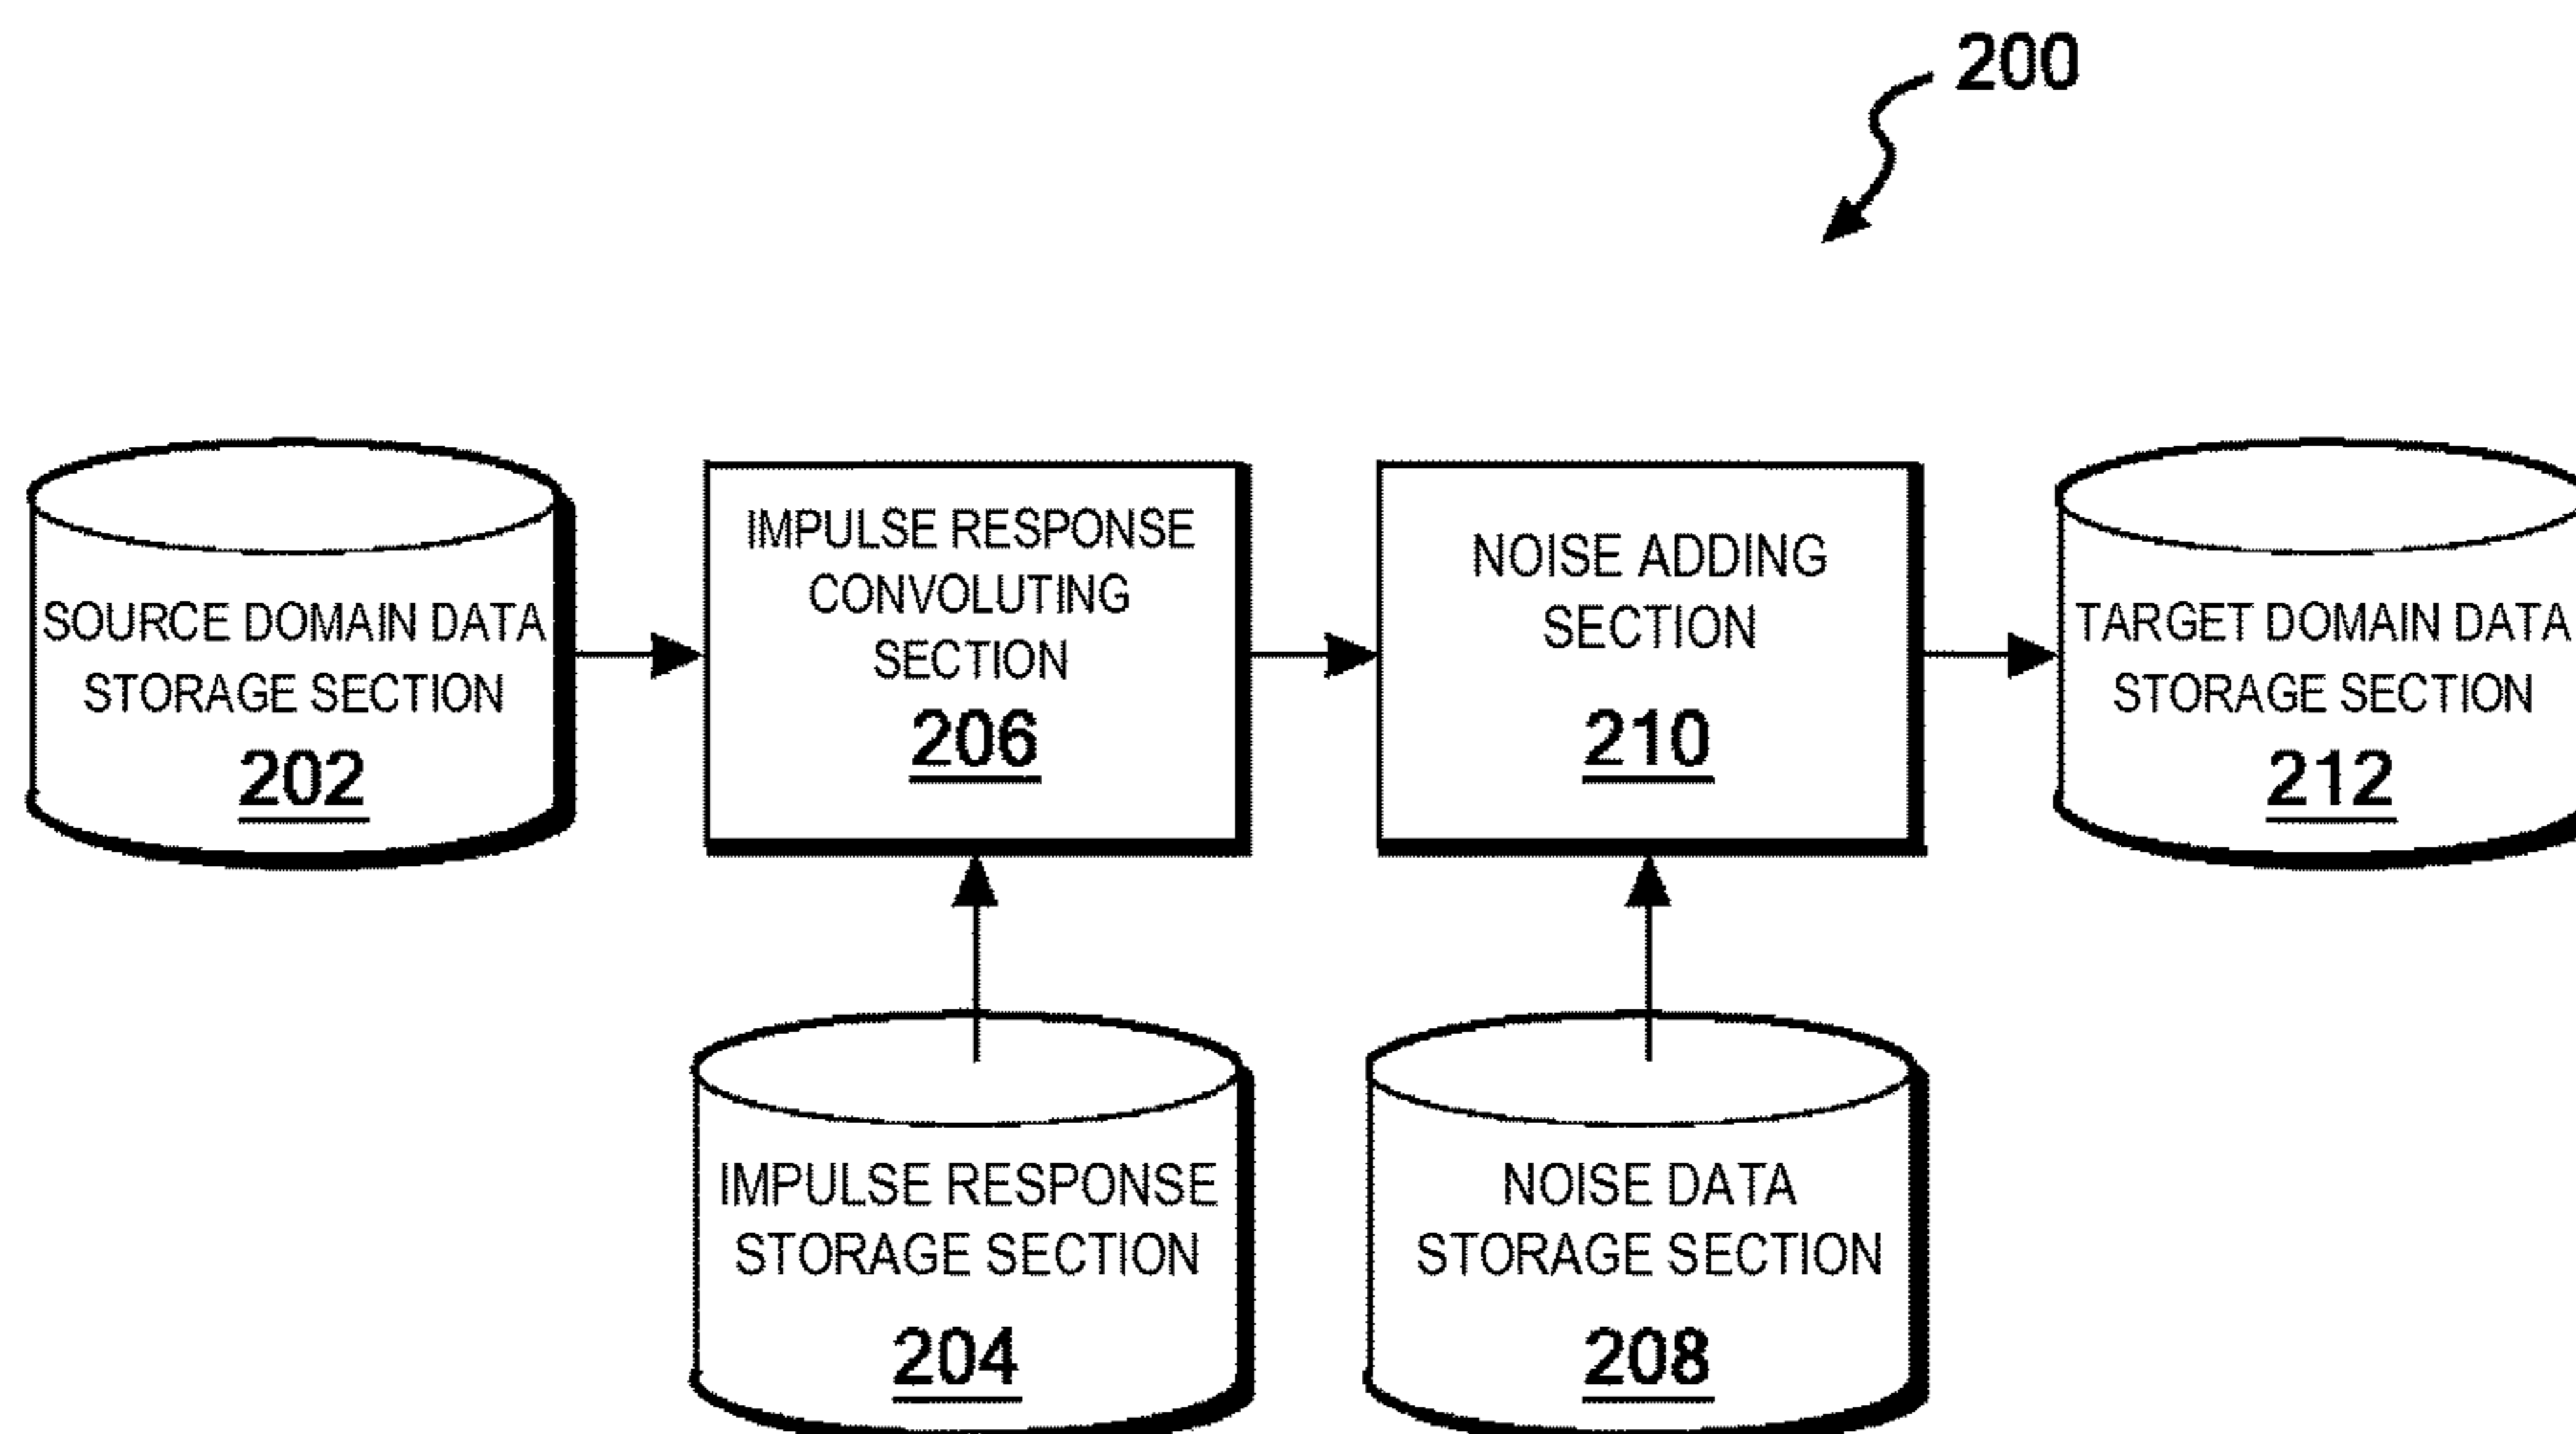 200
SOURCE DOMAIN DATA
STORAGE SECTION
202
IMPULSE RESPONSE
CONVOLUTING
SECTION
206
NOISE ADDING
SECTION
210
TARGET DOMAIN DATA
STORAGE SECTION
212
IMPULSE RESPONSE
STORAGE SECTION
204
NOISE DATA
STORAGE SECTION
208